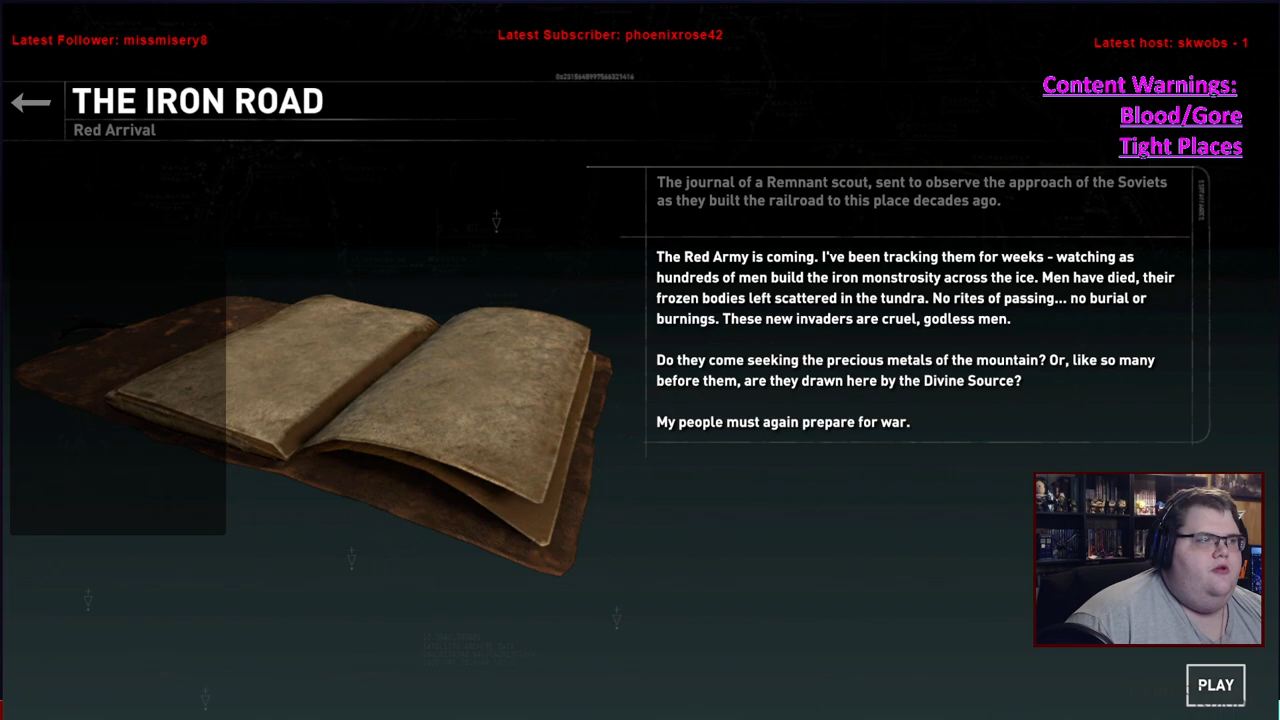 Latest Follower: missmisery8
Latest Subscriber: phoenixrose42
Latest host: skwobs - 1
Content Warnings:
Blood/Gore
Tight Places
THE IRON ROAD
Red Arrival
The journal of a Remnant scout, sent to observe the approach of the Soviets
as they built the railroad to this place decades ago.
The Red Army is coming. I've been tracking them for weeks - watching as
hundreds of men build the iron monstrosity across the ice. Men have died, their
frozen bodies left scattered in the tundra. No rites of passing... no burial or
burnings. These new invaders are cruel, godless men.
Do they come seeking the precious metals of the mountain? Or, like so many
before them, are they drawn here by the Divine Source?
My people must again prepare for war.
PLAY